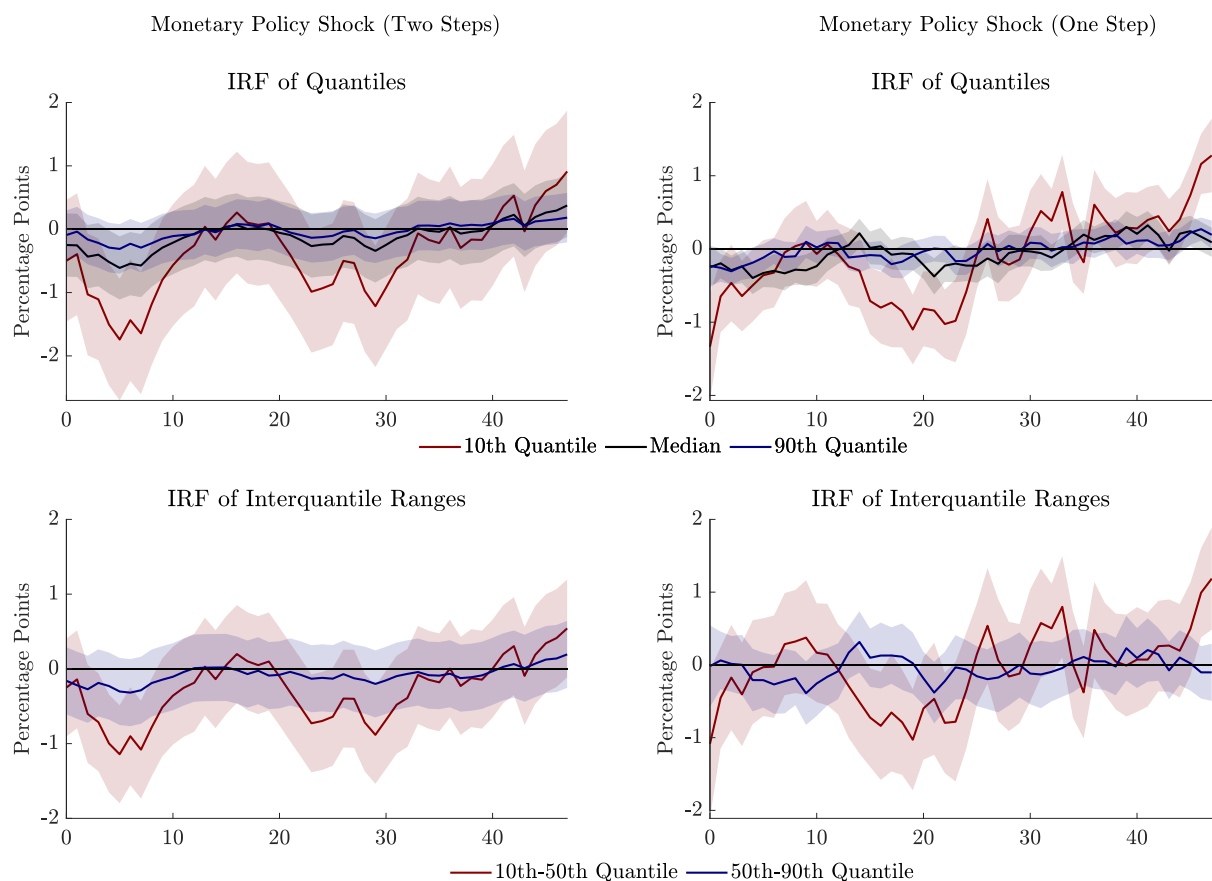 Monetary Policy Shock (Two Steps)
Monetary Policy Shock (One Step)
IRF of Quantiles
IRF of Quantiles
Percentage Points
2
1
0
-1
-2
0
10
20
30
40
Percentage Points
2
1
0
-1
-2
0
10
20
30
40
10th Quantile
Median
90th Quantile
IRF of Interquantile Ranges
IRF of Interquantile Ranges
Percentage Points
2
1
0
-1
-2
0
10
20
30
40
Percentage Points
2
1
0
-1
-2
0
10
20
30
40
10th-50th Quantile
50th-90th Quantile